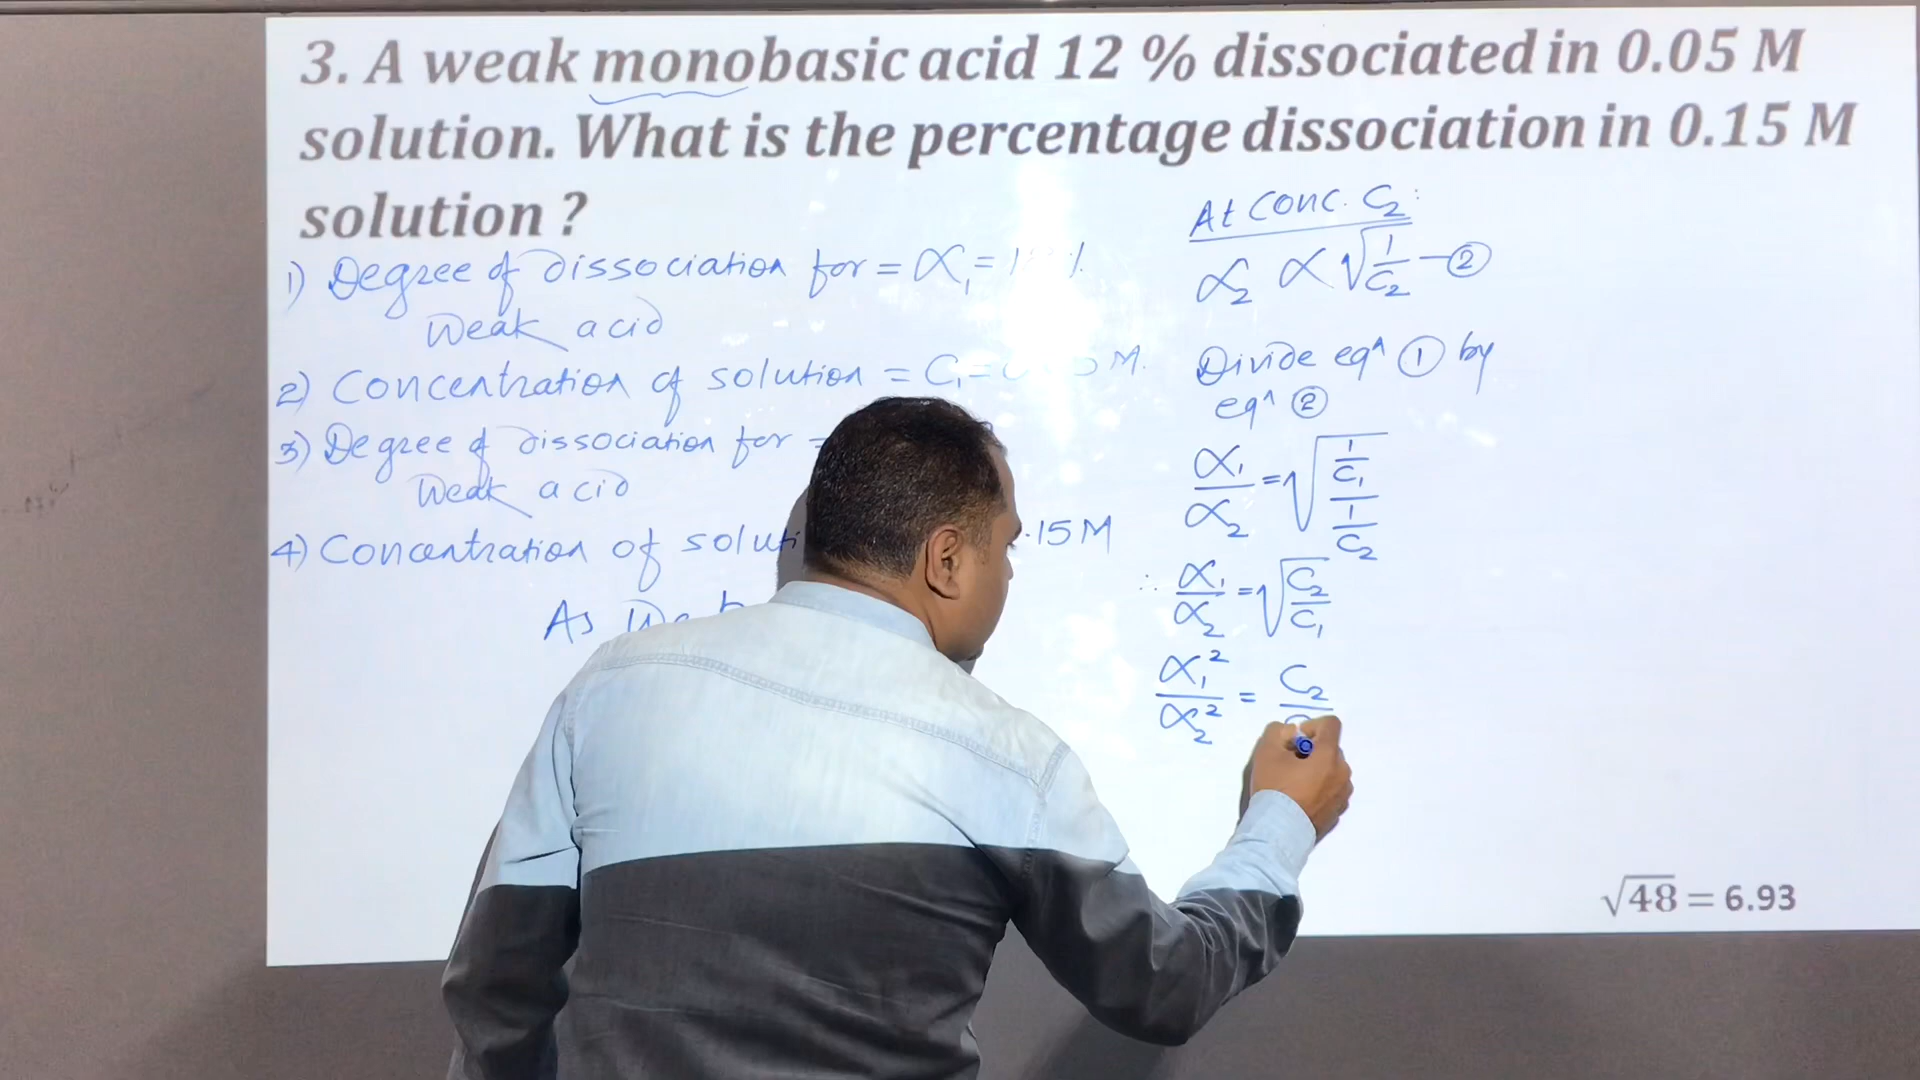 3. A weak monobasic acid 12 % dissociated in 0.05 M
solution. What is the percentage dissociation in 0.15 M
solution ?
1) Degree of dissociation for = α₁ =
Weak acid
2) Concentration of solution = C₁ = M.
3) Degree of dissociation for =
Weak acid
4) Concentration of .15 M
As
At conc. C₂ :
α₂ ∝ √(1/C₂) — ②
Divide eqⁿ ① by
eqⁿ ②
α₁/α₂ = √((1/C₁)/(1/C₂))
∴ α₁/α₂ = √(C₂/C₁)
α₁²/α₂² = C₂/
√48 = 6.93